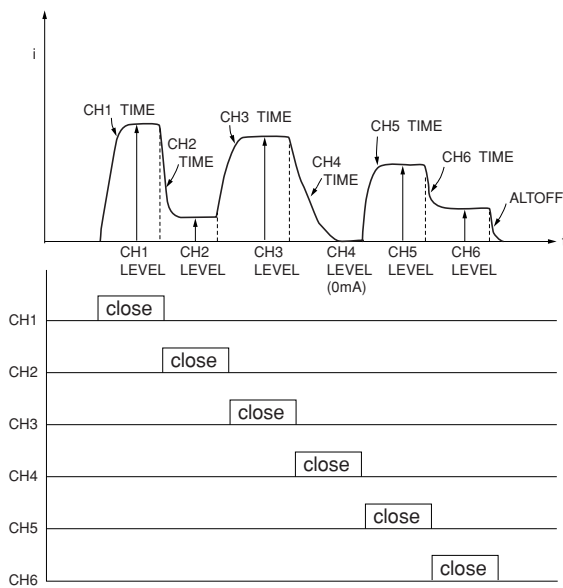 i
CH1 TIME
CH2
TIME
CH3 TIME
CH4
TIME
CH5 TIME
CH6 TIME
ALTOFF
CH1
LEVEL
CH2
LEVEL
CH3
LEVEL
CH4
LEVEL
(0mA)
CH5
LEVEL
CH6
LEVEL
CH1
close
CH2
close
CH3
close
CH4
close
CH5
close
CH6
close